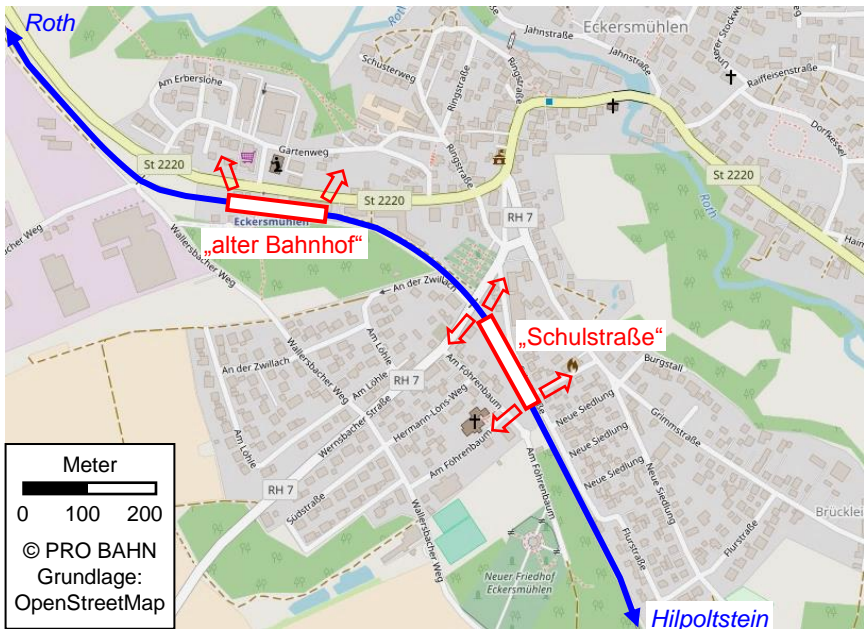 Roth
Eckersmühlen
Jahnstraße
Jahnstraße
Schusterweg
Ringstraße
Ringstraße
Am Erberslohe
Raiffeisenstraße
Dorfkessel
Gartenweg
Ringstraße
St 2220
St 2220
St 2220
Roth
RH 7
Eckersmühlen
„alter Bahnhof“
Wallersbacher Weg
An der Zwillach
„Schulstraße“
Am Löhle
An der Zwillach
Am Löhle
RH 7
Am Föhrenbaum
Burgstall
Wernsbacher Straße
Hermann-Löns-Weg
Neue Siedlung
Grimmstraße
Neue Siedlung
Am Löhle
Am Föhrenbaum
Am Föhrenbaum
Neue Siedlung
Neue Siedlung
RH 7
Südstraße
Wallersbacher Weg
Flurstraße
Flurstraße
Neuer Friedhof
Eckersmühlen
Hilpoltstein
Meter
0 100 200
© PRO BAHN
Grundlage:
OpenStreetMap